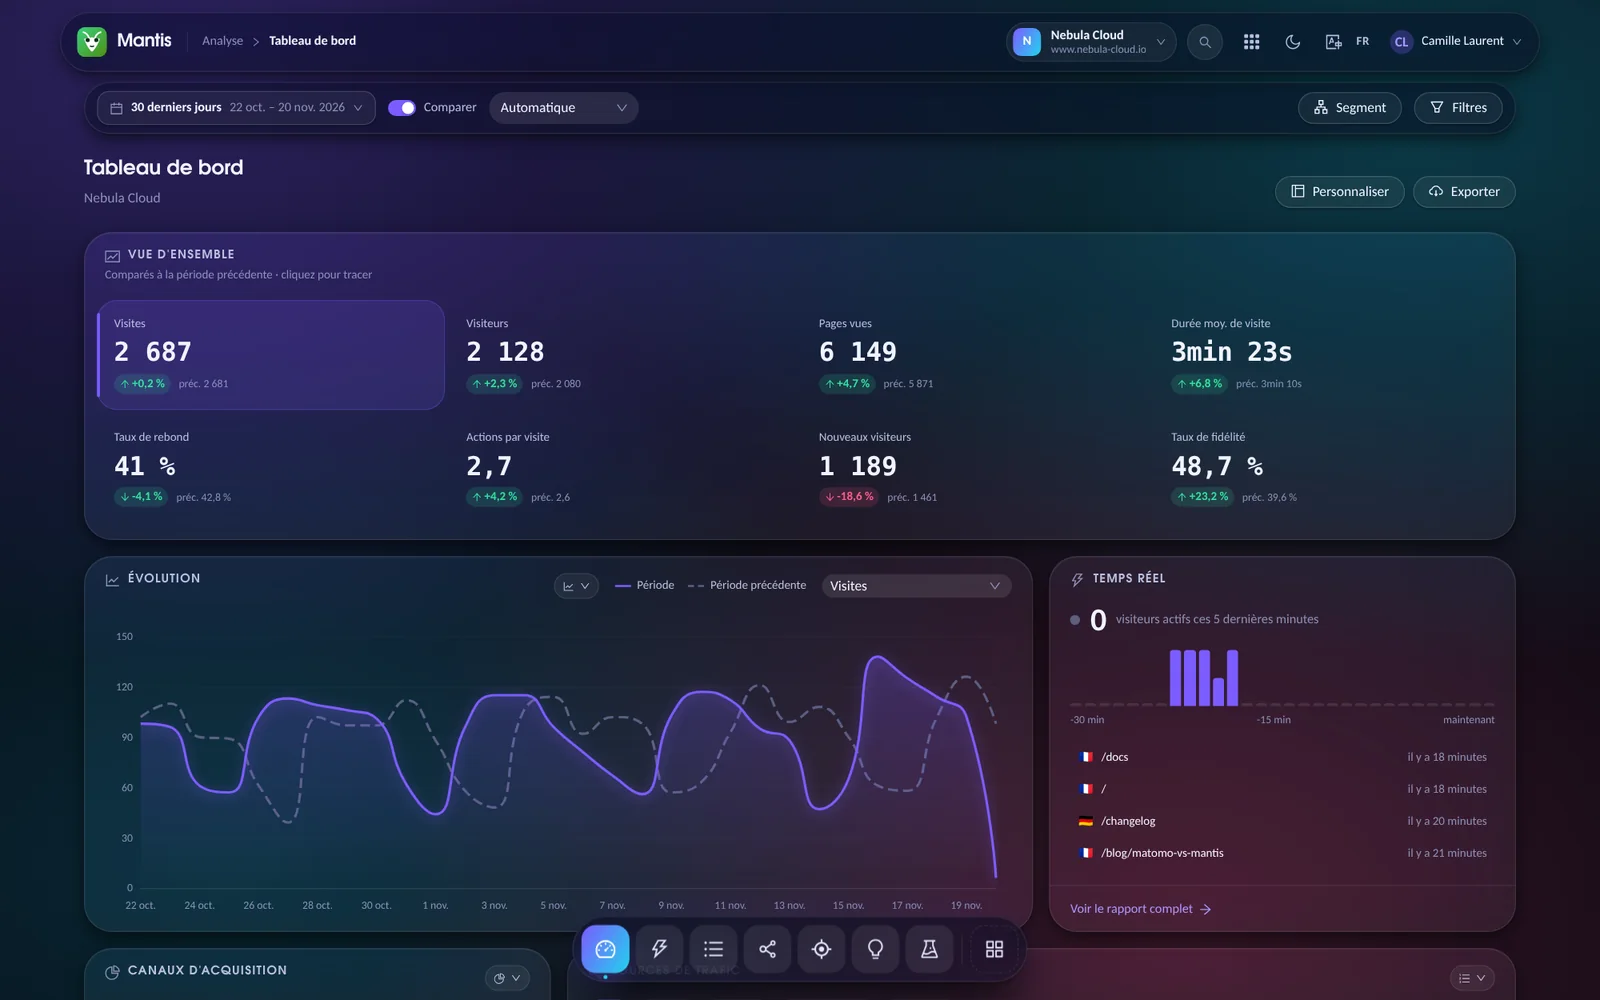 Mantis
Analyse > Tableau de bord
N
Nebula Cloud
www.nebula-cloud.io
FR
CL
Camille Laurent
30 derniers jours 22 oct. – 20 nov. 2026
Comparer
Automatique
Segment
Filtres
Tableau de bord
Nebula Cloud
Personnaliser
Exporter
VUE D'ENSEMBLE
Comparés à la période précédente · cliquez pour tracer
Visites
2 687
+0,2 % préc. 2 681
Visiteurs
2 128
+2,3 % préc. 2 080
Pages vues
6 149
+4,7 % préc. 5 871
Durée moy. de visite
3min 23s
+6,8 % préc. 3min 10s
Taux de rebond
41 %
-4,1 % préc. 42,8 %
Actions par visite
2,7
+4,2 % préc. 2,6
Nouveaux visiteurs
1 189
-18,6 % préc. 1 461
Taux de fidélité
48,7 %
+23,2 % préc. 39,6 %
ÉVOLUTION
Période
Période précédente
Visites
150
120
90
60
30
0
22 oct. 24 oct. 26 oct. 28 oct. 30 oct. 1 nov. 3 nov. 5 nov. 7 nov. 9 nov. 11 nov. 13 nov. 15 nov. 17 nov. 19 nov.
TEMPS RÉEL
0 visiteurs actifs ces 5 dernières minutes
-30 min -15 min maintenant
/docs il y a 18 minutes
/ il y a 18 minutes
/changelog il y a 20 minutes
/blog/matomo-vs-mantis il y a 21 minutes
Voir le rapport complet
CANAUX D'ACQUISITION